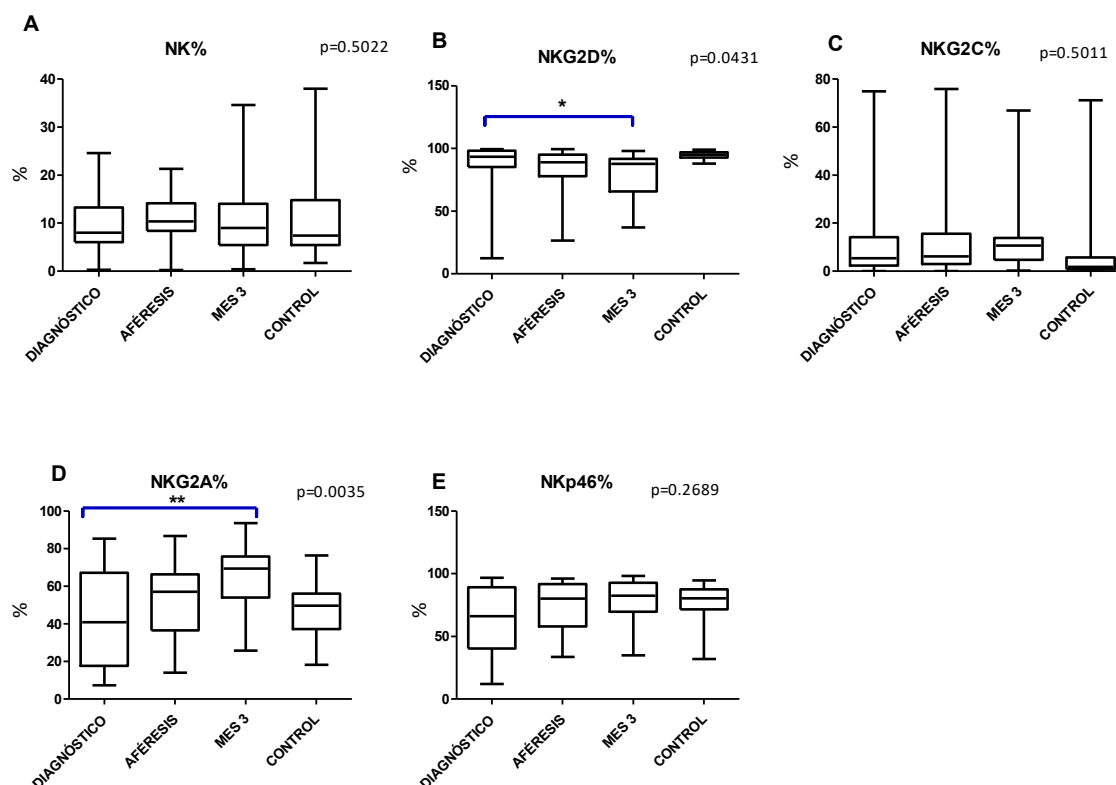 A
NK%
p=0.5022
40
30
20
10
0
%
DIAGNÓSTICO
AFÉRESIS
MES 3
CONTROL
B
NKG2D%
p=0.0431
150
100
50
0
%
*
DIAGNÓSTICO
AFÉRESIS
MES 3
CONTROL
C
NKG2C%
p=0.5011
80
60
40
20
0
%
DIAGNÓSTICO
AFÉRESIS
MES 3
CONTROL
D
NKG2A%
p=0.0035
**
100
80
60
40
20
0
%
DIAGNÓSTICO
AFÉRESIS
MES 3
CONTROL
E
NKp46%
p=0.2689
150
100
50
0
%
DIAGNÓSTICO
AFÉRESIS
MES 3
CONTROL